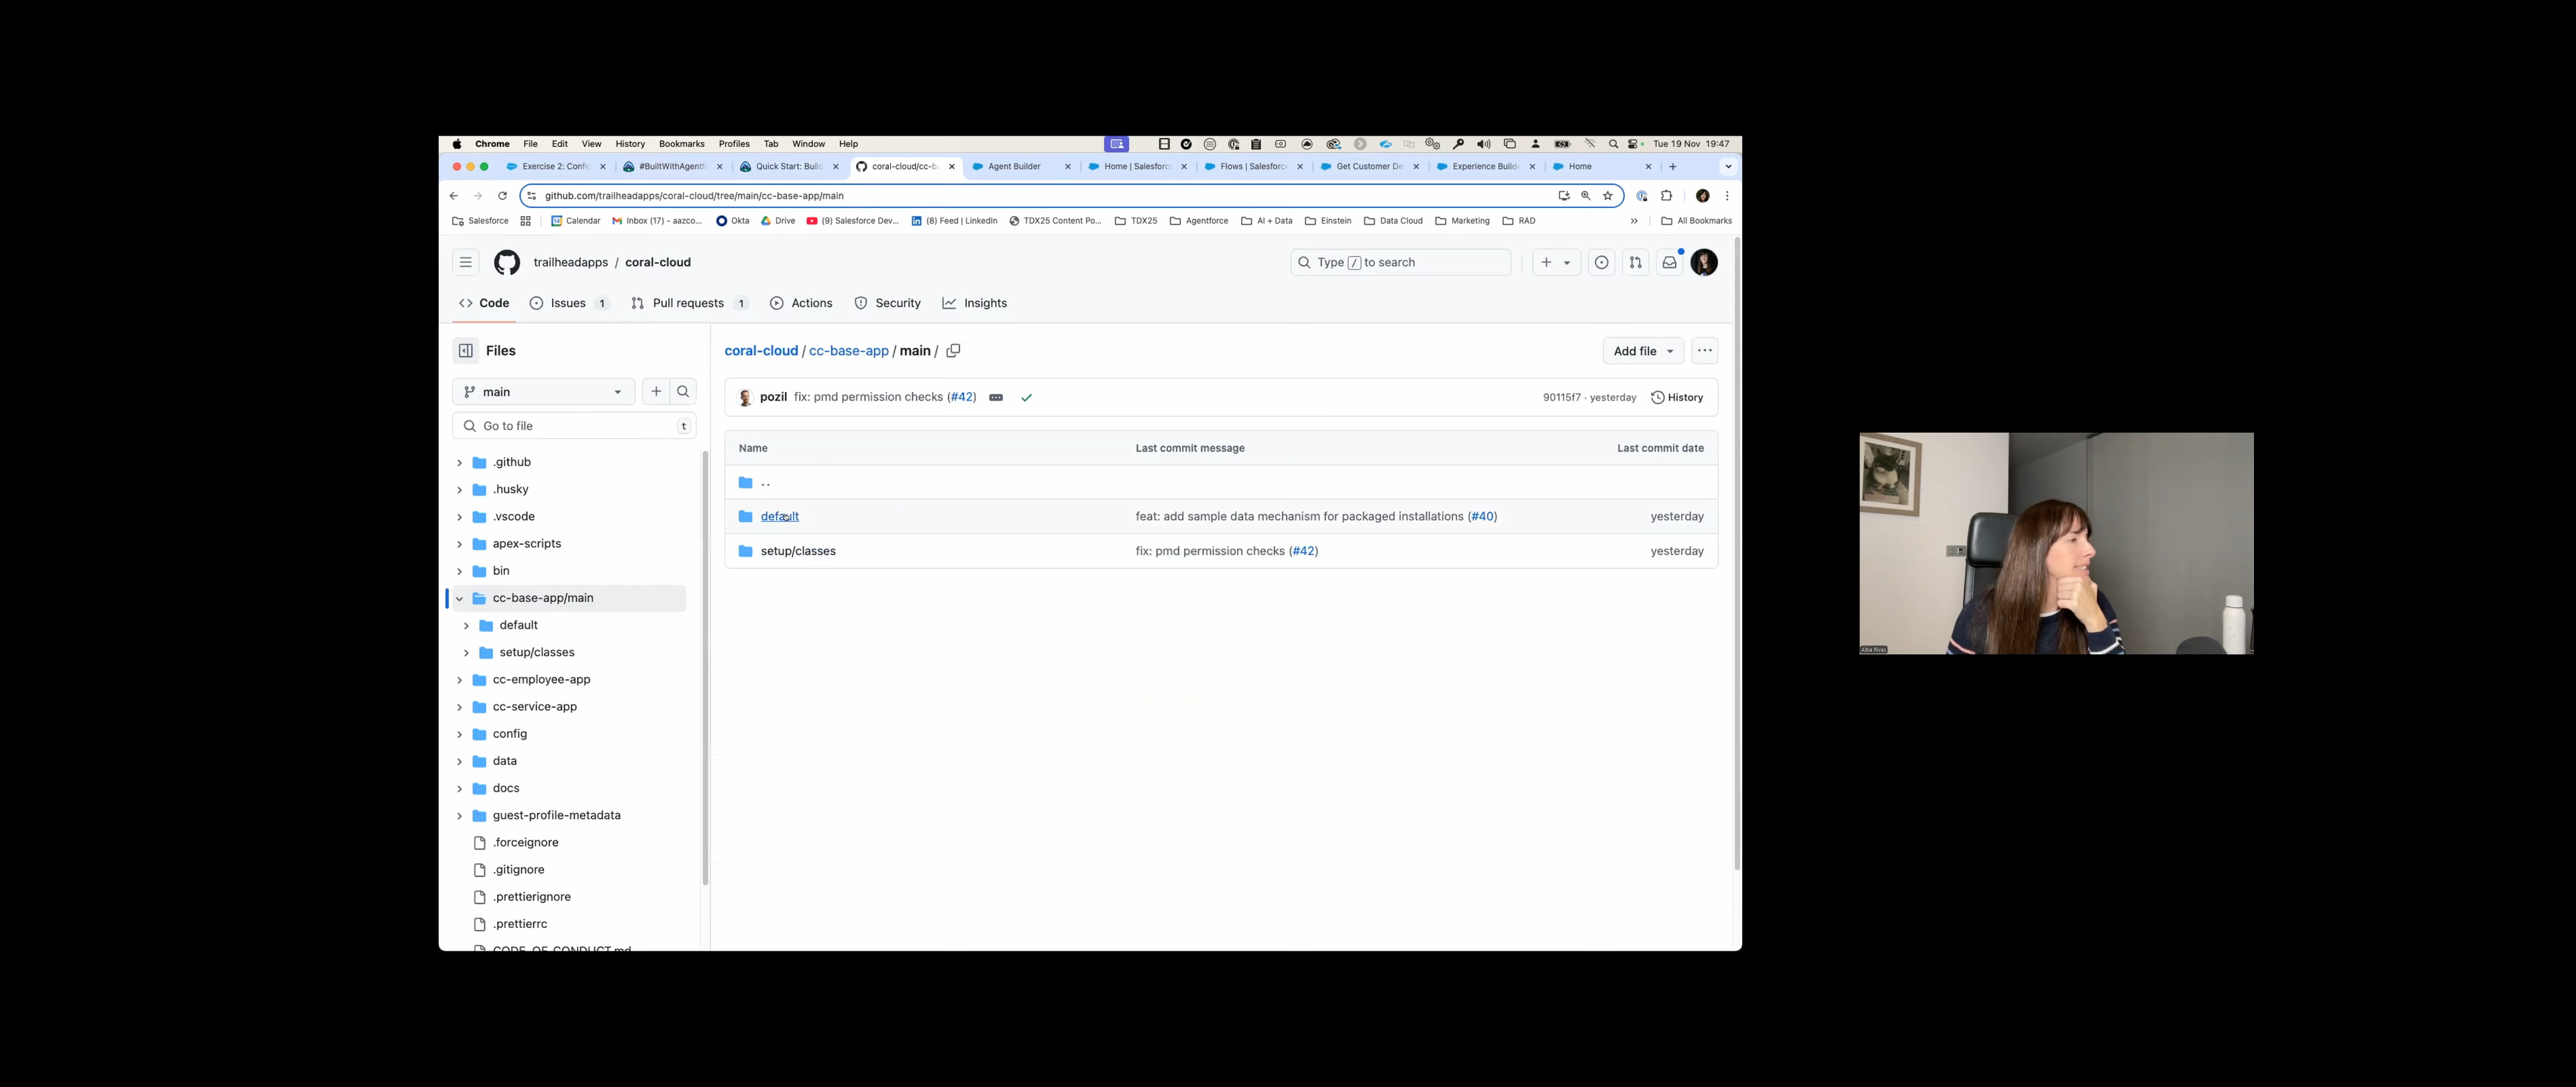 Chrome File Edit View History Bookmarks Profiles Tab Window Help Tue 19 Nov 19:47
Exercise 2: Config #BuiltWithAgentf Quick Start: Build coral-cloud/cc-b Agent Builder Home | Salesforc Flows | Salesforc Get Customer De Experience Build Home
github.com/trailheadapps/coral-cloud/tree/main/cc-base-app/main
Salesforce Calendar Inbox (17) - aazco... Okta Drive (9) Salesforce Dev... (8) Feed | LinkedIn TDX25 Content Po... TDX25 Agentforce AI + Data Einstein Data Cloud Marketing RAD » All Bookmarks
trailheadapps / coral-cloud
Type / to search
Code Issues 1 Pull requests 1 Actions Security Insights
Files
main
Go to file t
.github
.husky
.vscode
apex-scripts
bin
cc-base-app/main
default
setup/classes
cc-employee-app
cc-service-app
config
data
docs
guest-profile-metadata
.forceignore
.gitignore
.prettierignore
.prettierrc
CODE_OF_CONDUCT.md
coral-cloud / cc-base-app / main /
Add file
pozil fix: pmd permission checks (#42) 90115f7 · yesterday History
Name Last commit message Last commit date
..
default feat: add sample data mechanism for packaged installations (#40) yesterday
setup/classes fix: pmd permission checks (#42) yesterday
Alba Rivas